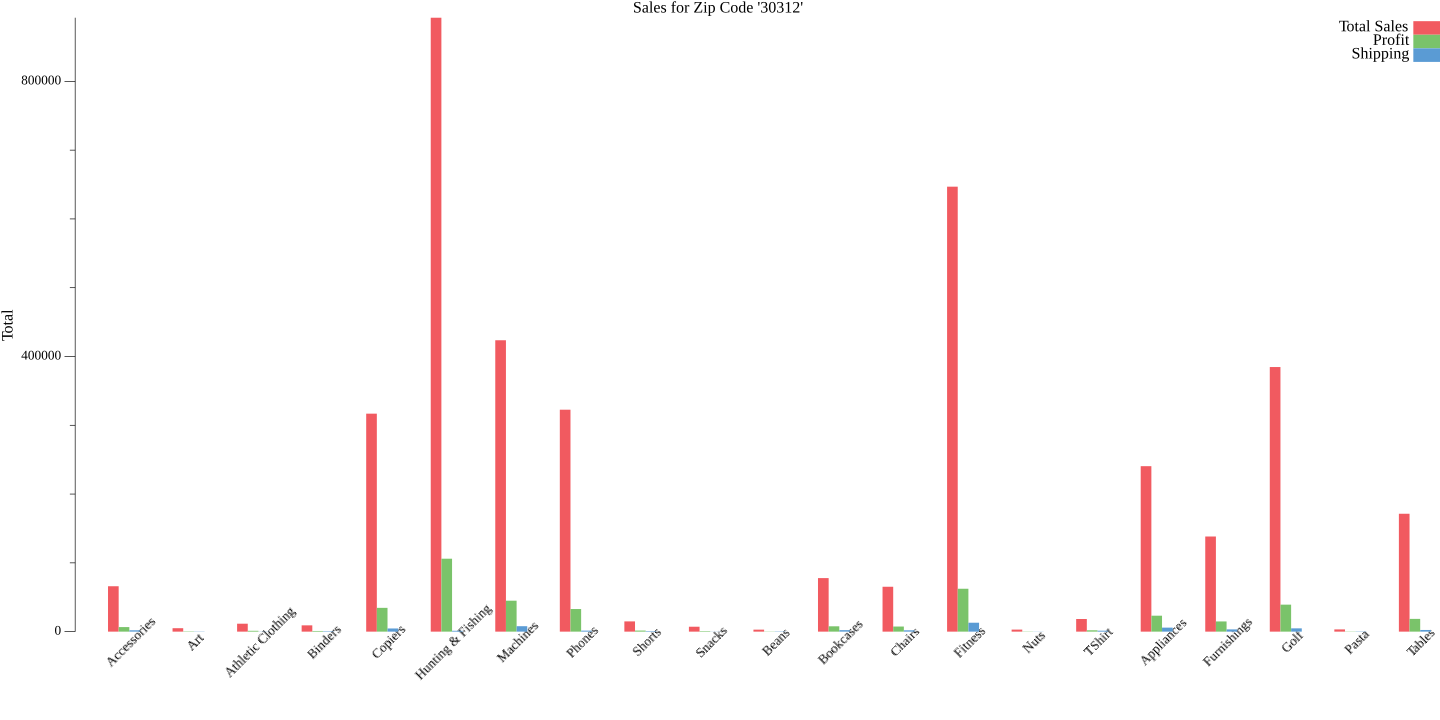 Sales for Zip Code '30312'
Total Sales
Profit
Shipping
800000
400000
0
Total
Accessories
Art
Athletic Clothing
Binders
Copiers
Hunting & Fishing
Machines
Phones
Shorts
Snacks
Beans
Bookcases
Chairs
Fitness
Nuts
TShirt
Appliances
Furnishings
Golf
Pasta
Tables